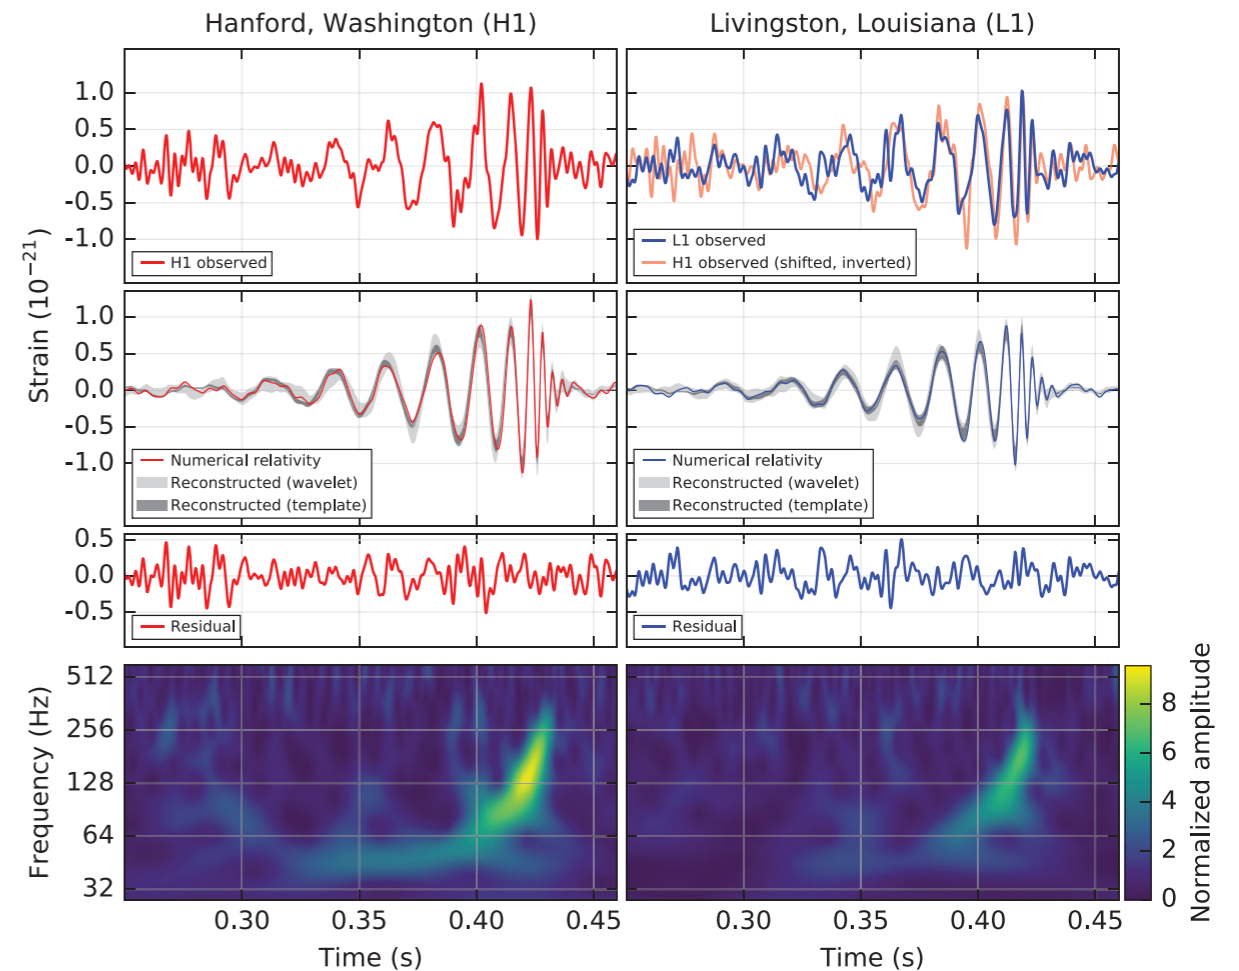 Hanford, Washington (H1)
Livingston, Louisiana (L1)
Strain (10⁻²¹)
1.0
0.5
0.0
-0.5
-1.0
H1 observed
L1 observed
H1 observed (shifted, inverted)
1.0
0.5
0.0
-0.5
-1.0
Numerical relativity
Reconstructed (wavelet)
Reconstructed (template)
Numerical relativity
Reconstructed (wavelet)
Reconstructed (template)
0.5
0.0
-0.5
Residual
Residual
Frequency (Hz)
512
256
128
64
32
Normalized amplitude
8
6
4
2
0
0.30 0.35 0.40 0.45
0.30 0.35 0.40 0.45
Time (s)
Time (s)